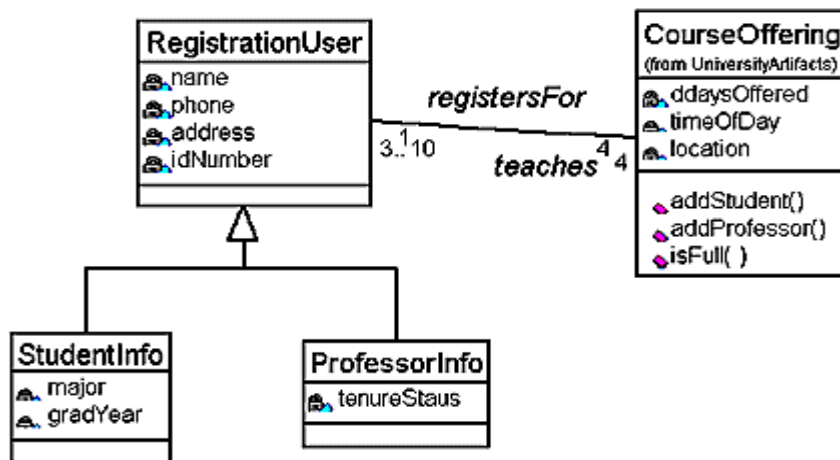 RegistrationUser
name
phone
address
idNumber
registersFor
3..10
1
teaches
4
4
CourseOffering
(from UniversityArtifacts)
ddaysOffered
timeOfDay
location
addStudent()
addProfessor()
isFull( )
StudentInfo
major
gradYear
ProfessorInfo
tenureStaus